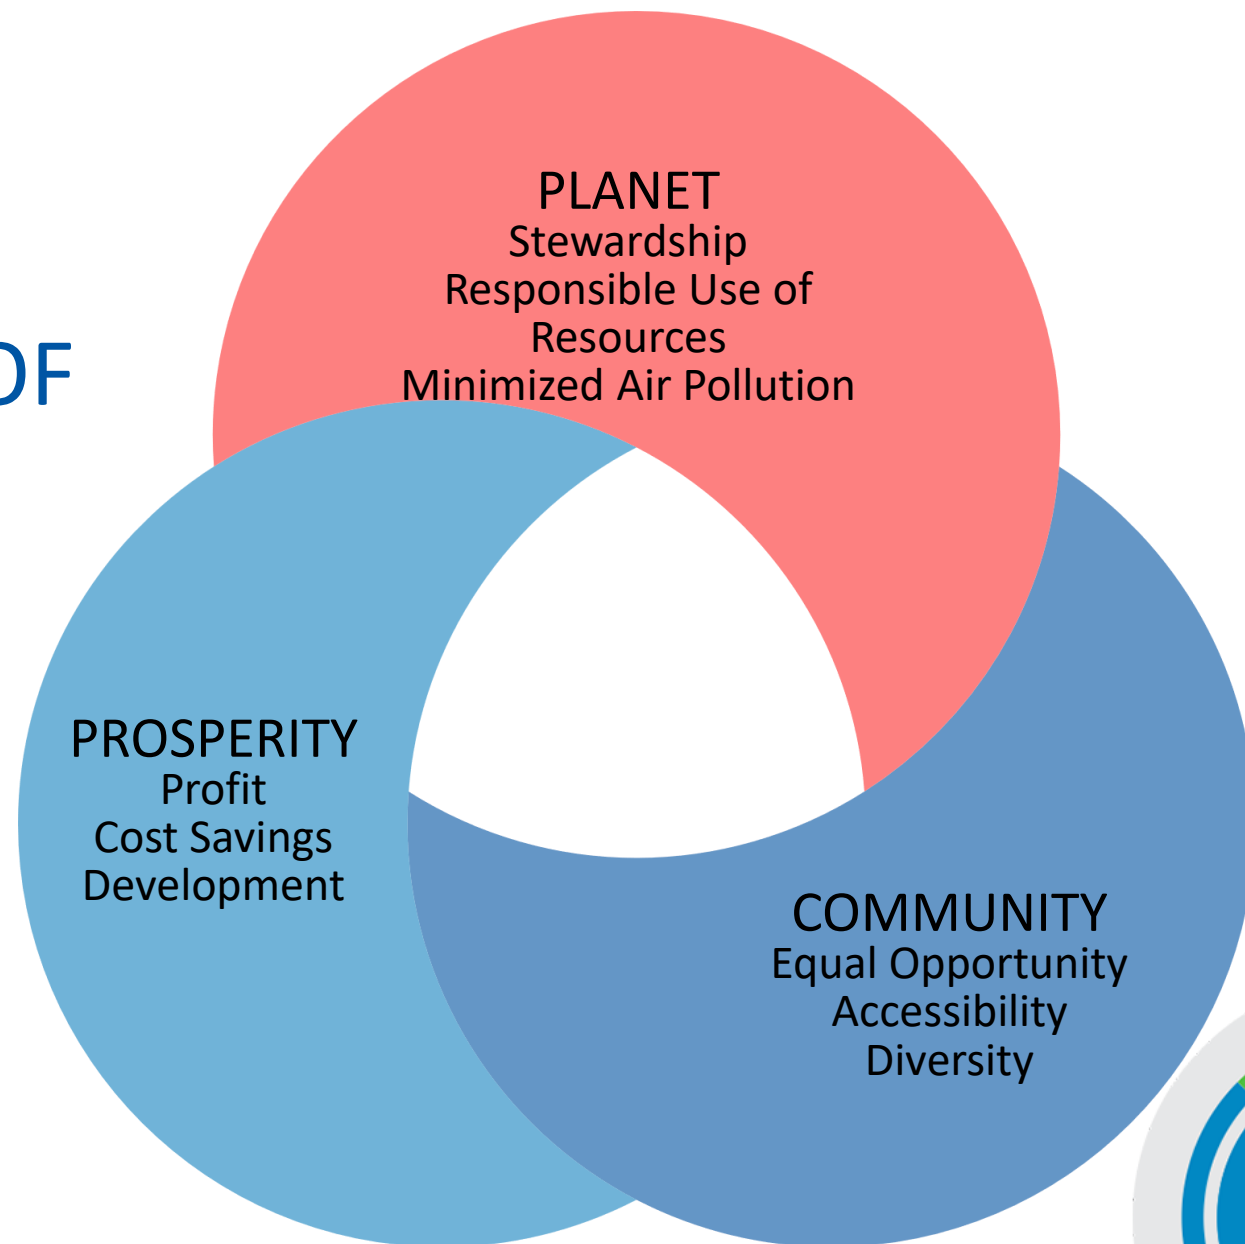 OF
PLANET
Stewardship
Responsible Use of
Resources
Minimized Air Pollution
PROSPERITY
Profit
Cost Savings
Development
COMMUNITY
Equal Opportunity
Accessibility
Diversity